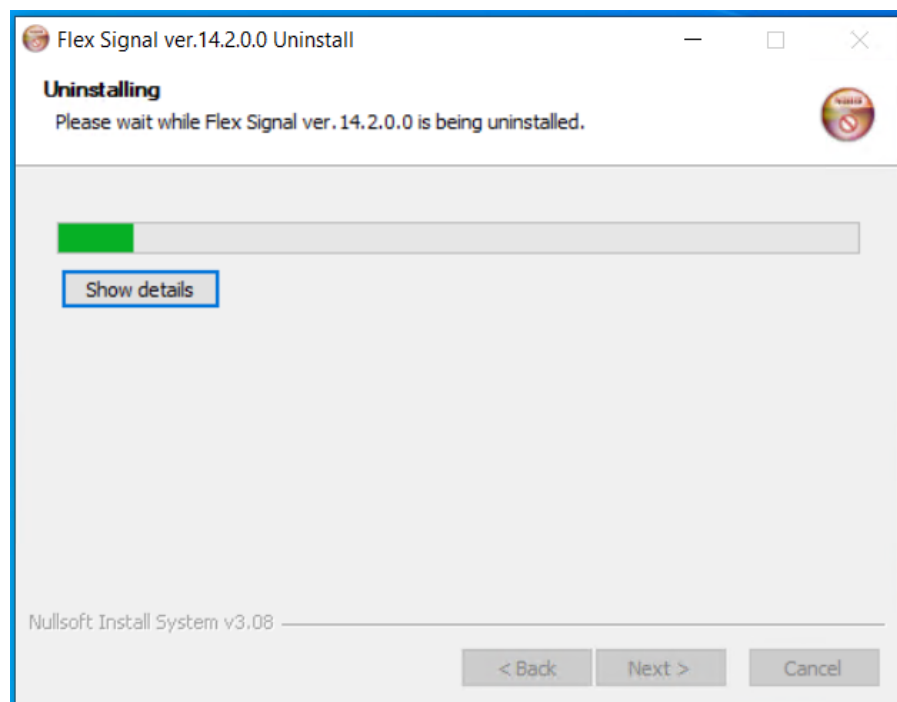 Flex Signal ver.14.2.0.0 Uninstall
Uninstalling
Please wait while Flex Signal ver.14.2.0.0 is being uninstalled.
Show details
Nullsoft Install System v3.08
< Back Next > Cancel